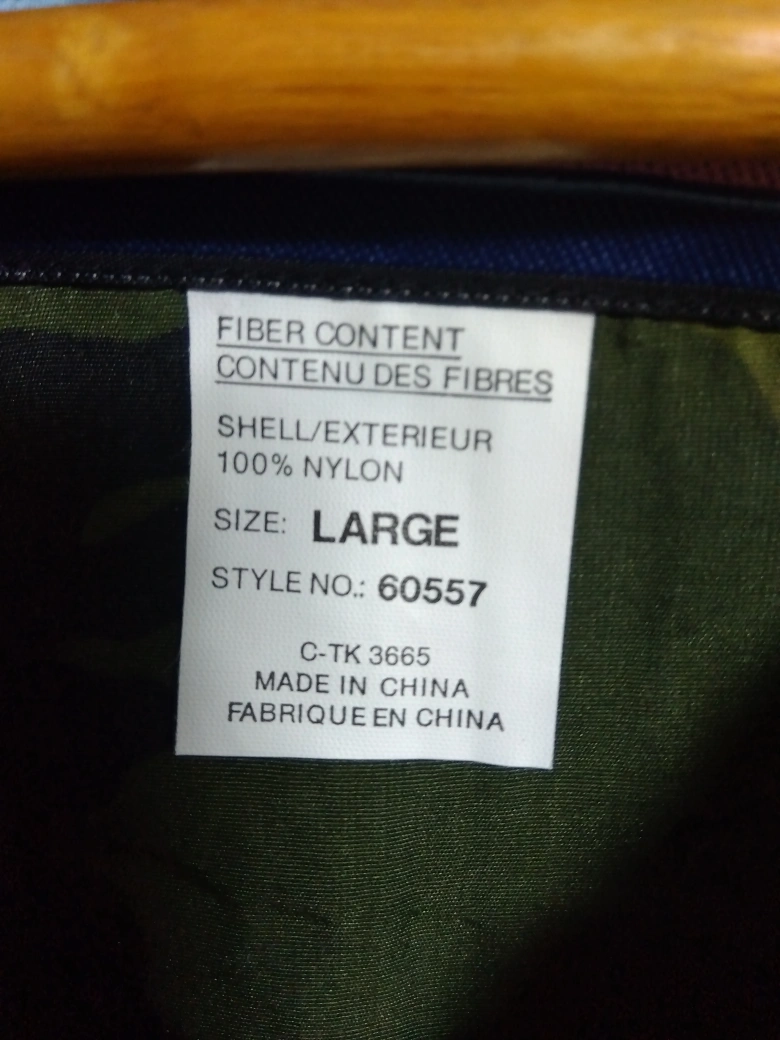 FIBER CONTENT
CONTENU DES FIBRES
SHELL/EXTERIEUR
100% NYLON
SIZE: LARGE
STYLE NO.: 60557
C-TK 3665
MADE IN CHINA
FABRIQUE EN CHINA